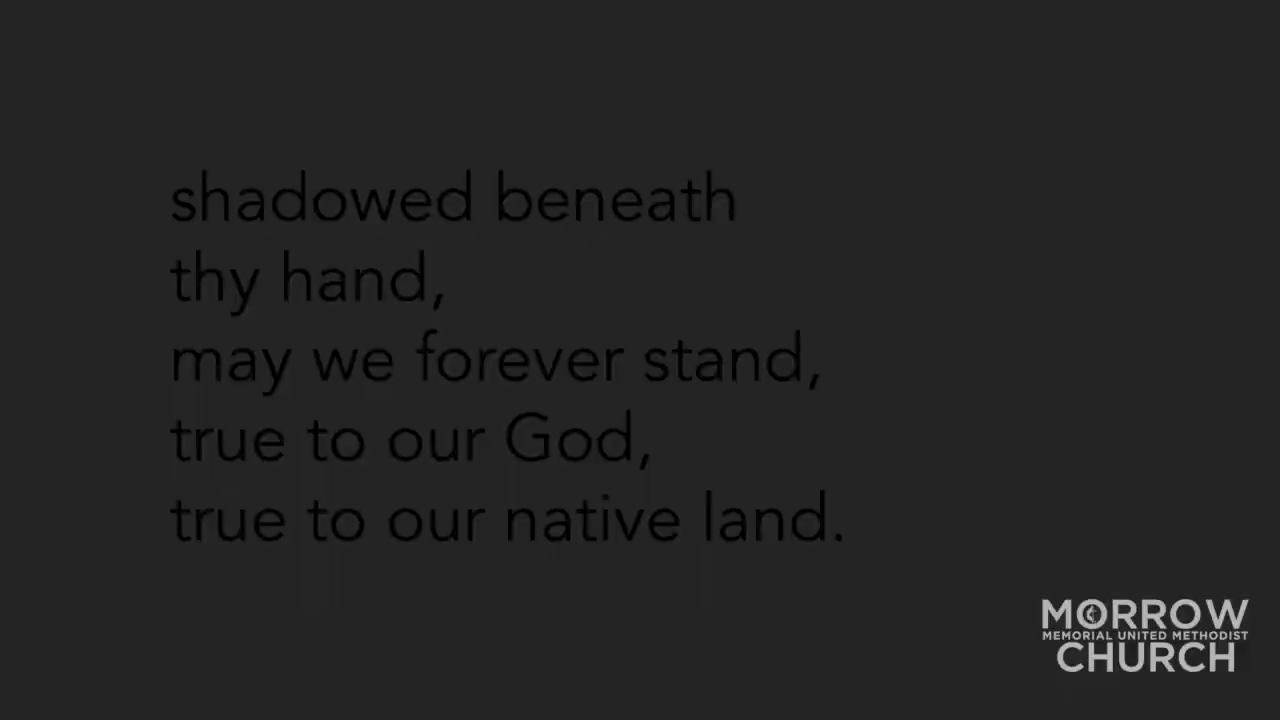 shadowed beneath
thy hand,
may we forever stand,
true to our God,
true to our native land.
MORROW
MEMORIAL UNITED METHODIST
CHURCH